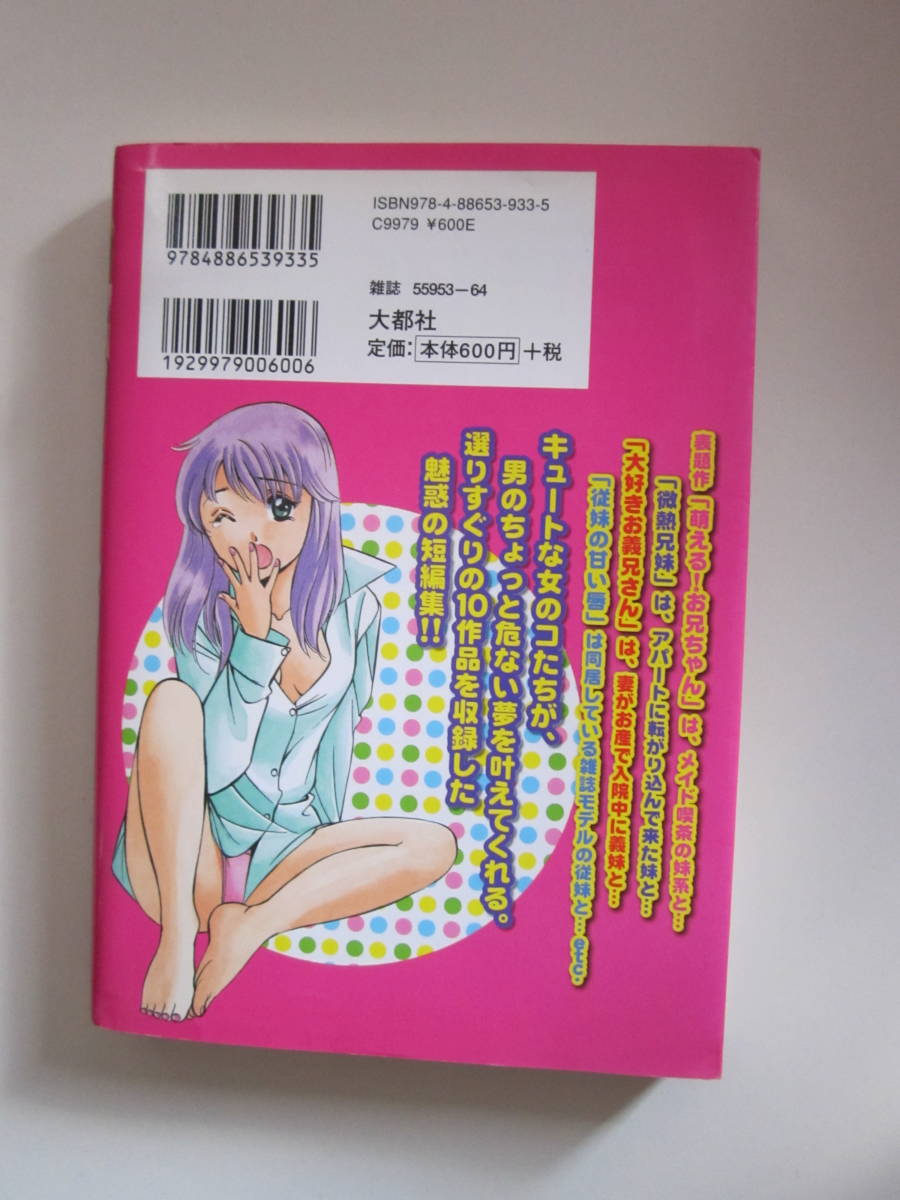 ISBN978-4-88653-933-5
C9979 ¥600E
9784886539335
雑誌 55953-64
大都社
定価：本体600円+税
1929979006006
表題作「萌える！お兄ちゃん」は、メイド喫茶の妹系と…
「微熱兄妹」は、アパートに転がり込んで来た妹と…
「大好きお義兄さん」は、妻がお産で入院中に義妹と…
「従妹の甘い唇」は同居している雑誌モデルの従妹と…etc.
キュートな女のコたちが、
男のちょっと危ない夢を叶えてくれる。
選りすぐりの10作品を収録した
魅惑の短編集!!